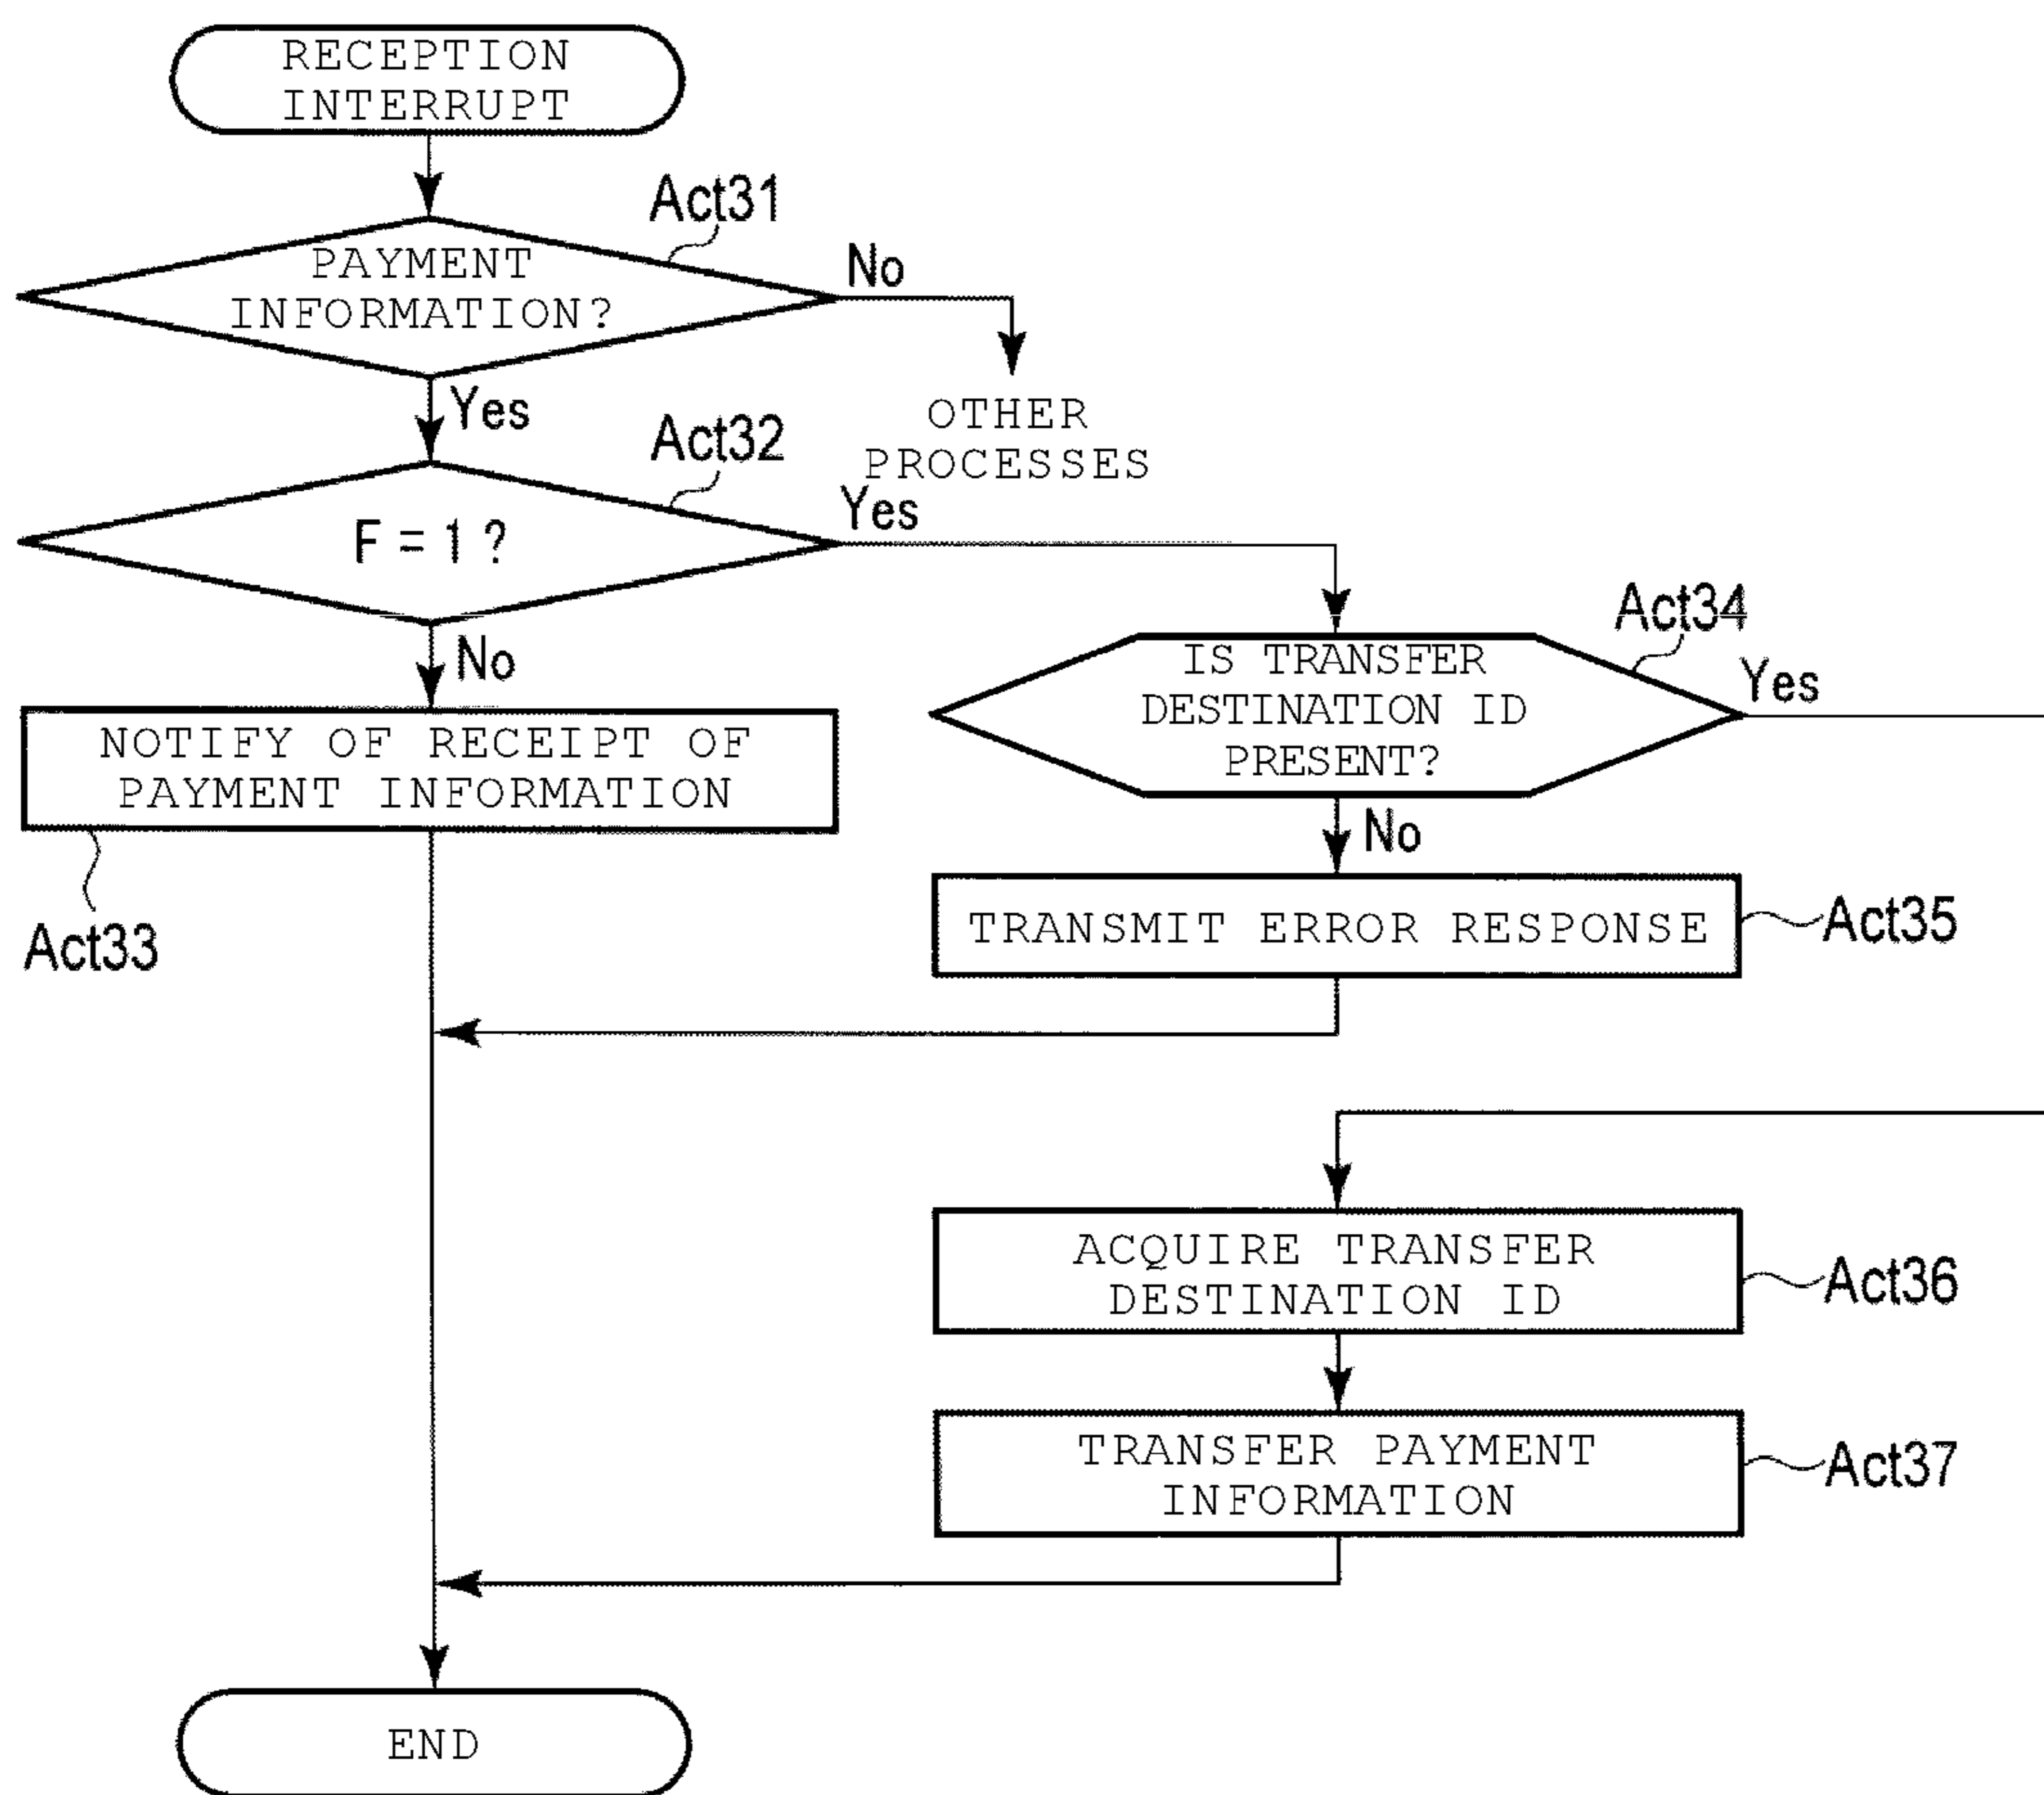 RECEPTION
INTERRUPT
Act31
PAYMENT
INFORMATION?
No
Yes
OTHER
PROCESSES
Act32
F = 1 ?
Yes
No
Act34
IS TRANSFER
DESTINATION ID
PRESENT?
Yes
NOTIFY OF RECEIPT OF
PAYMENT INFORMATION
Act33
No
TRANSMIT ERROR RESPONSE
Act35
ACQUIRE TRANSFER
DESTINATION ID
Act36
TRANSFER PAYMENT
INFORMATION
Act37
END